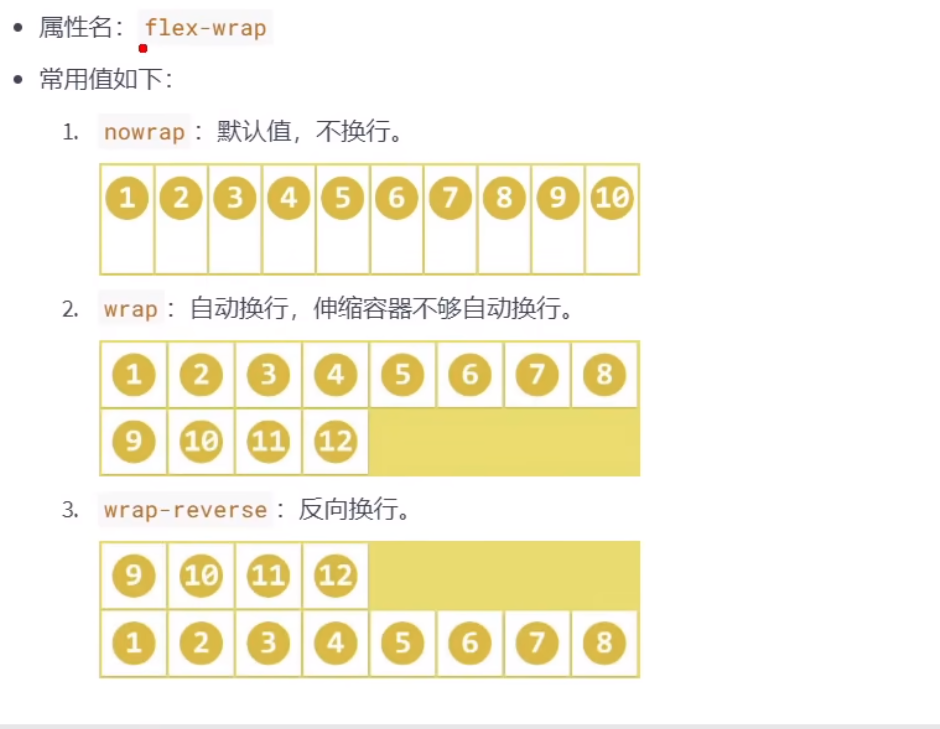 • 属性名：flex-wrap
• 常用值如下：
1. nowrap：默认值，不换行。
1 2 3 4 5 6 7 8 9 10
2. wrap：自动换行，伸缩容器不够自动换行。
1 2 3 4 5 6 7 8
9 10 11 12
3. wrap-reverse：反向换行。
9 10 11 12
1 2 3 4 5 6 7 8